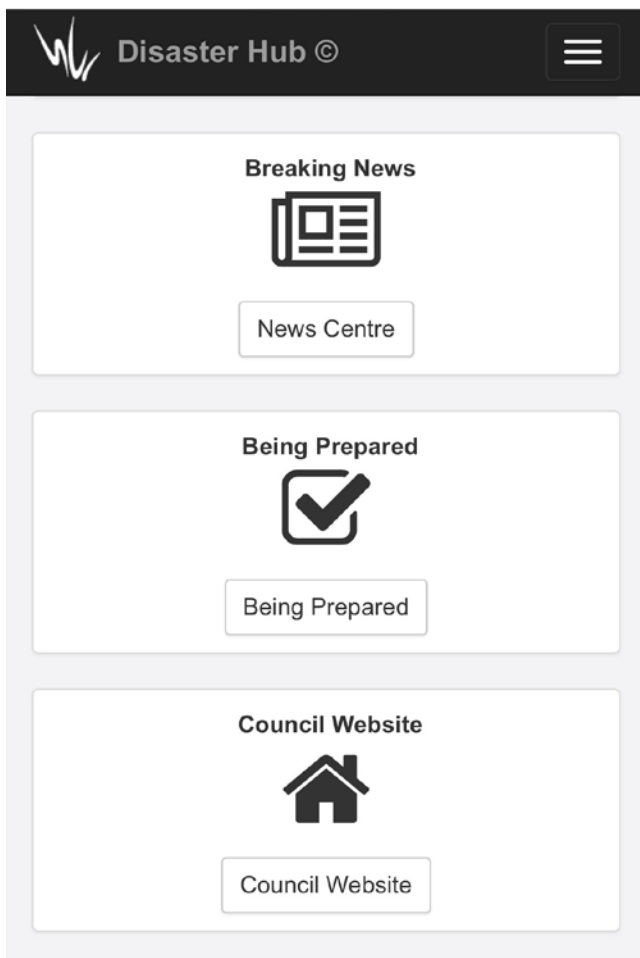 Disaster Hub ©
Breaking News
News Centre
Being Prepared
Being Prepared
Council Website
Council Website